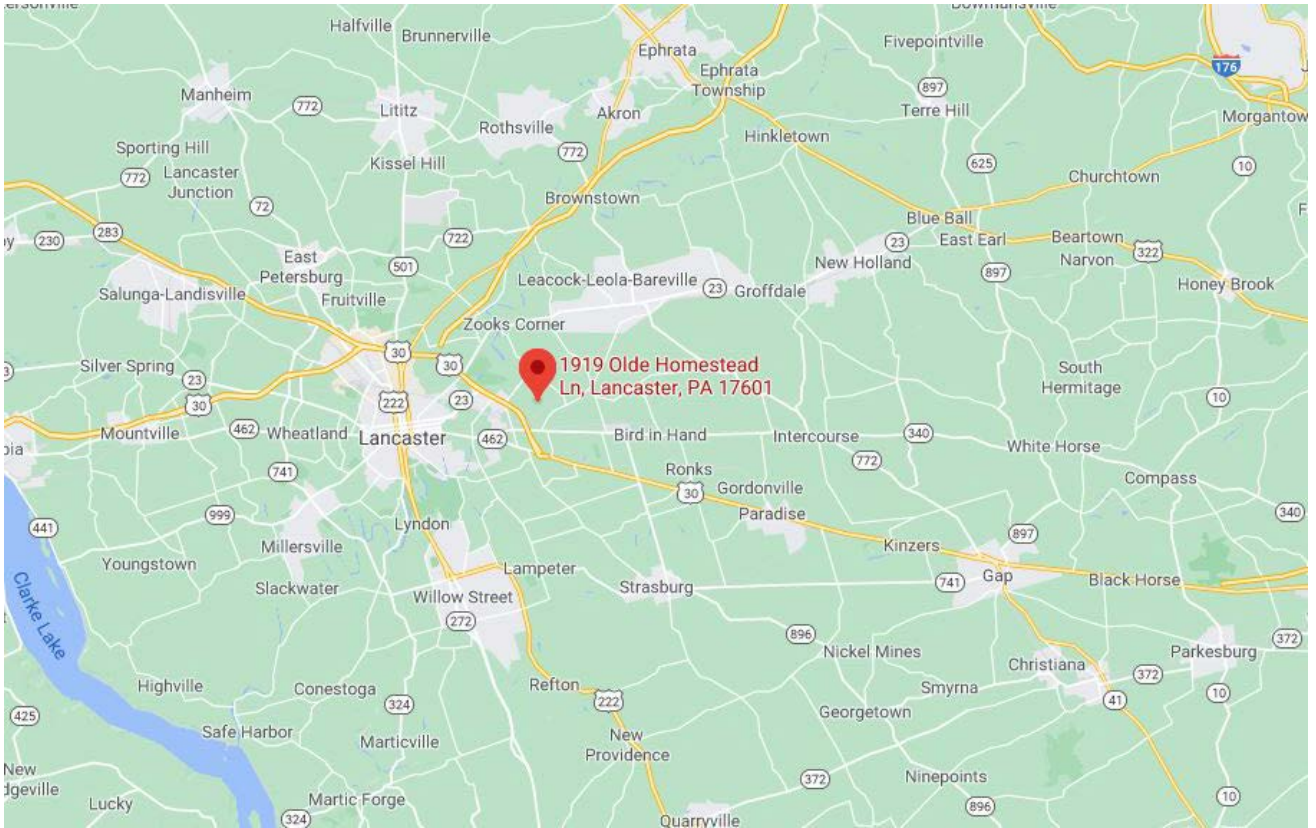 Halfville
Brunnerville
Ephrata
Fivepointville
Ephrata
Township
176
Manheim
772
Lititz
Rothsville
Akron
897
Terre Hill
Morgantow
Hinkletown
Sporting Hill
772
Lancaster
Junction
Kissel Hill
772
625
10
Churchtown
72
Brownstown
Blue Ball
230
283
722
23
East Earl
Beartown
322
East
Petersburg
501
New Holland
Narvon
897
Salunga-Landisville
Fruitville
Leacock-Leola-Bareville
23
Groffdale
Honey Brook
Zooks Corner
30
30
Silver Spring
23
1919 Olde Homestead
Ln, Lancaster, PA 17601
South
Hermitage
30
222
23
10
Mountville
462
Wheatland
Lancaster
462
Bird in Hand
Intercourse
340
White Horse
741
772
Ronks
30
Gordonville
Compass
999
Paradise
340
441
Lyndon
897
Millersville
Kinzers
Youngstown
Lampeter
Slackwater
Willow Street
Strasburg
741
Gap
Black Horse
Clarke Lake
272
896
372
Nickel Mines
Christiana
372
Parkesburg
Highville
Conestoga
Refton
Smyrna
10
425
324
222
Georgetown
41
Safe Harbor
Marticville
New
Providence
New
dgeville
372
Ninepoints
Lucky
Martic Forge
896
10
324
Quarryville